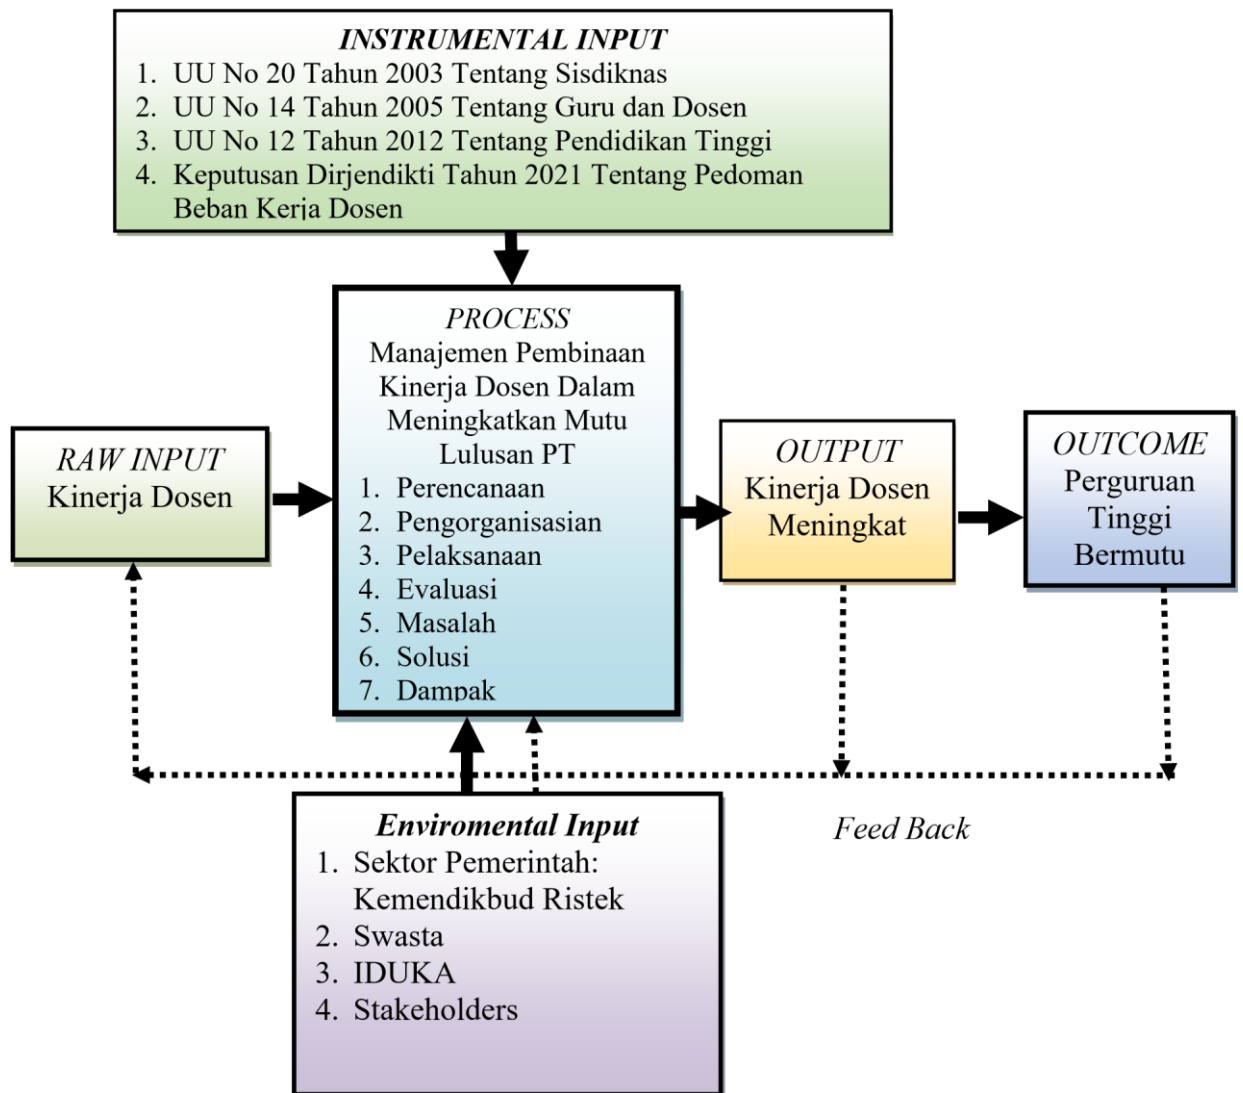 INSTRUMENTAL INPUT
1. UU No 20 Tahun 2003 Tentang Sisdiknas
2. UU No 14 Tahun 2005 Tentang Guru dan Dosen
3. UU No 12 Tahun 2012 Tentang Pendidikan Tinggi
4. Keputusan Dirjendikti Tahun 2021 Tentang Pedoman
Beban Kerja Dosen
RAW INPUT
Kinerja Dosen
PROCESS
Manajemen Pembinaan
Kinerja Dosen Dalam
Meningkatkan Mutu
Lulusan PT
1. Perencanaan
2. Pengorganisasian
3. Pelaksanaan
4. Evaluasi
5. Masalah
6. Solusi
7. Dampak
OUTPUT
Kinerja Dosen
Meningkat
OUTCOME
Perguruan
Tinggi
Bermutu
Enviromental Input
1. Sektor Pemerintah:
Kemendikbud Ristek
2. Swasta
3. IDUKA
4. Stakeholders
Feed Back